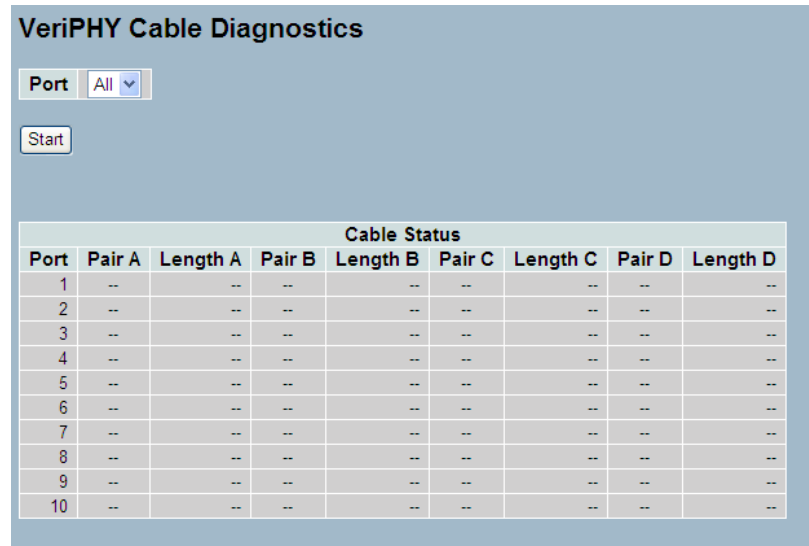 VeriPHY Cable Diagnostics
Port All
Start
Cable Status
Port Pair A Length A Pair B Length B Pair C Length C Pair D Length D
1 -- -- -- -- -- -- -- --
2 -- -- -- -- -- -- -- --
3 -- -- -- -- -- -- -- --
4 -- -- -- -- -- -- -- --
5 -- -- -- -- -- -- -- --
6 -- -- -- -- -- -- -- --
7 -- -- -- -- -- -- -- --
8 -- -- -- -- -- -- -- --
9 -- -- -- -- -- -- -- --
10 -- -- -- -- -- -- -- --